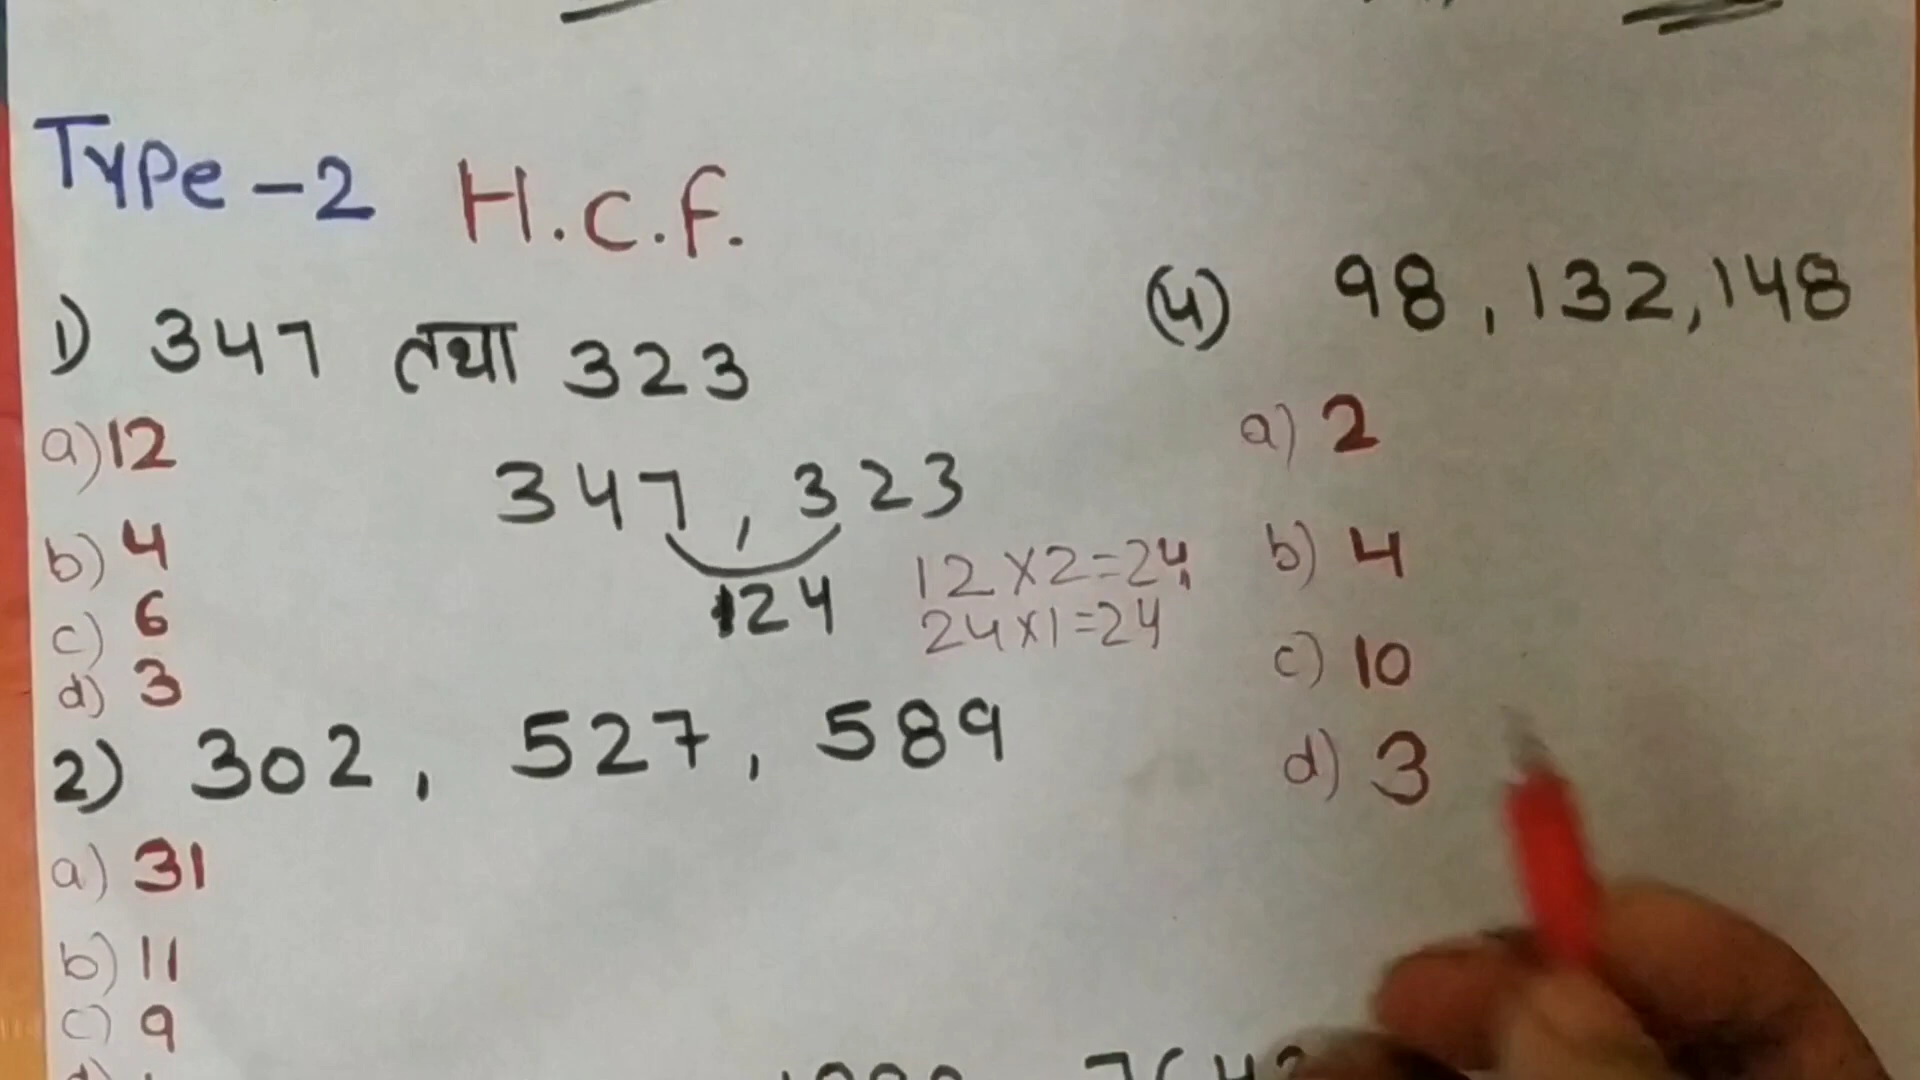 Type-2 H.C.F.
1) 347 तथा 323
a) 12
b) 4
c) 6
d) 3
347, 323
124
12×2=24
24×1=24
2) 302, 527, 589
a) 31
b) 11
c) 9
(4) 98, 132, 148
a) 2
b) 4
c) 10
d) 3